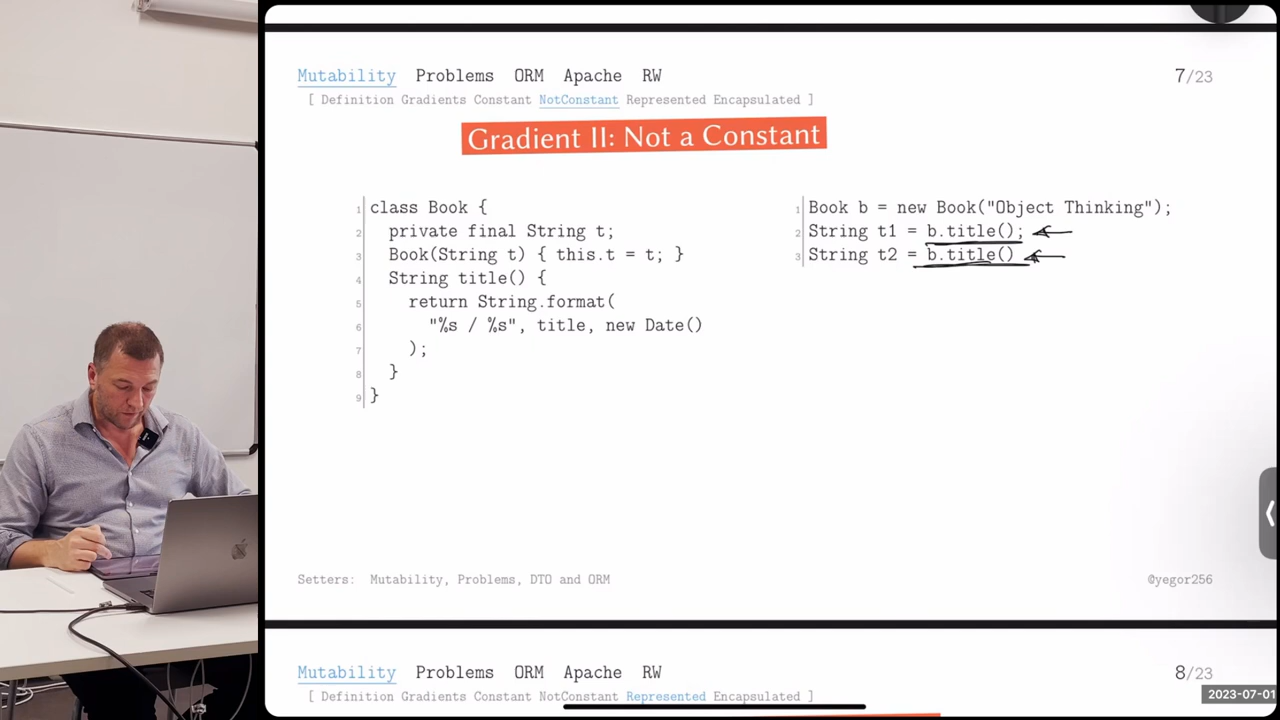 Mutability Problems ORM Apache RW 7/23
[ Definition Gradients Constant NotConstant Represented Encapsulated ]
Gradient II: Not a Constant
1 class Book {
2 private final String t;
3 Book(String t) { this.t = t; }
4 String title() {
5 return String.format(
6 "%s / %s", title, new Date()
7 );
8 }
9 }
1 Book b = new Book("Object Thinking");
2 String t1 = b.title();
3 String t2 = b.title()
Setters: Mutability, Problems, DTO and ORM @yegor256
Mutability Problems ORM Apache RW 8/23
[ Definition Gradients Constant NotConstant Represented Encapsulated ]
2023-07-01